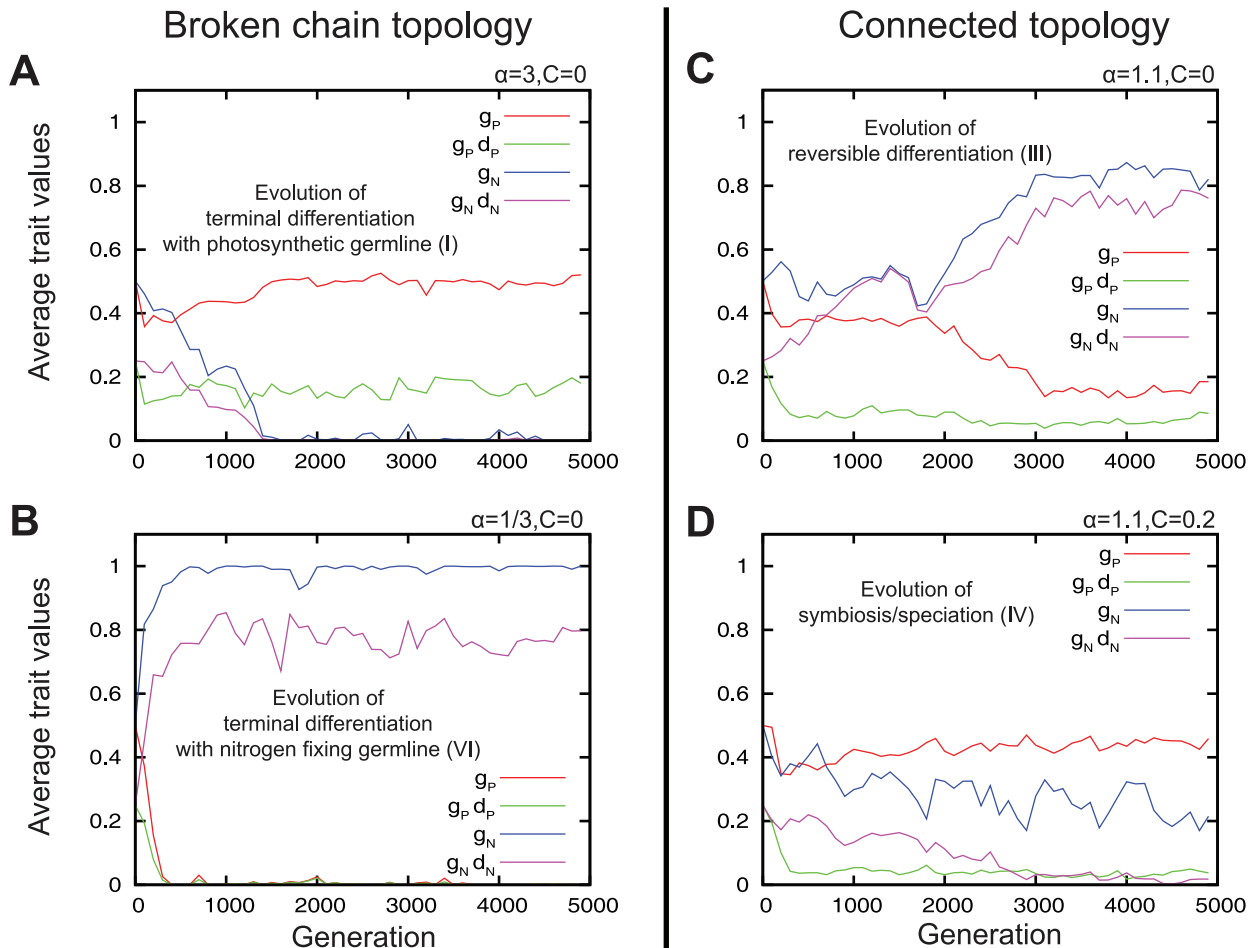 Broken chain topology
Connected topology
A
α=3,C=0
Average trait values
1
0.8
0.6
0.4
0.2
0
g_P
g_P d_P
g_N
g_N d_N
Evolution of
terminal differentiation
with photosynthetic germline (I)
0 1000 2000 3000 4000 5000
C
α=1.1,C=0
1
0.8
0.6
0.4
0.2
0
Evolution of
reversible differentiation (III)
g_P
g_P d_P
g_N
g_N d_N
0 1000 2000 3000 4000 5000
B
α=1/3,C=0
Average trait values
1
0.8
0.6
0.4
0.2
0
Evolution of
terminal differentiation
with nitrogen fixing germline (VI)
g_P
g_P d_P
g_N
g_N d_N
0 1000 2000 3000 4000 5000
Generation
D
α=1.1,C=0.2
1
0.8
0.6
0.4
0.2
0
Evolution of
symbiosis/speciation (IV)
g_P
g_P d_P
g_N
g_N d_N
0 1000 2000 3000 4000 5000
Generation